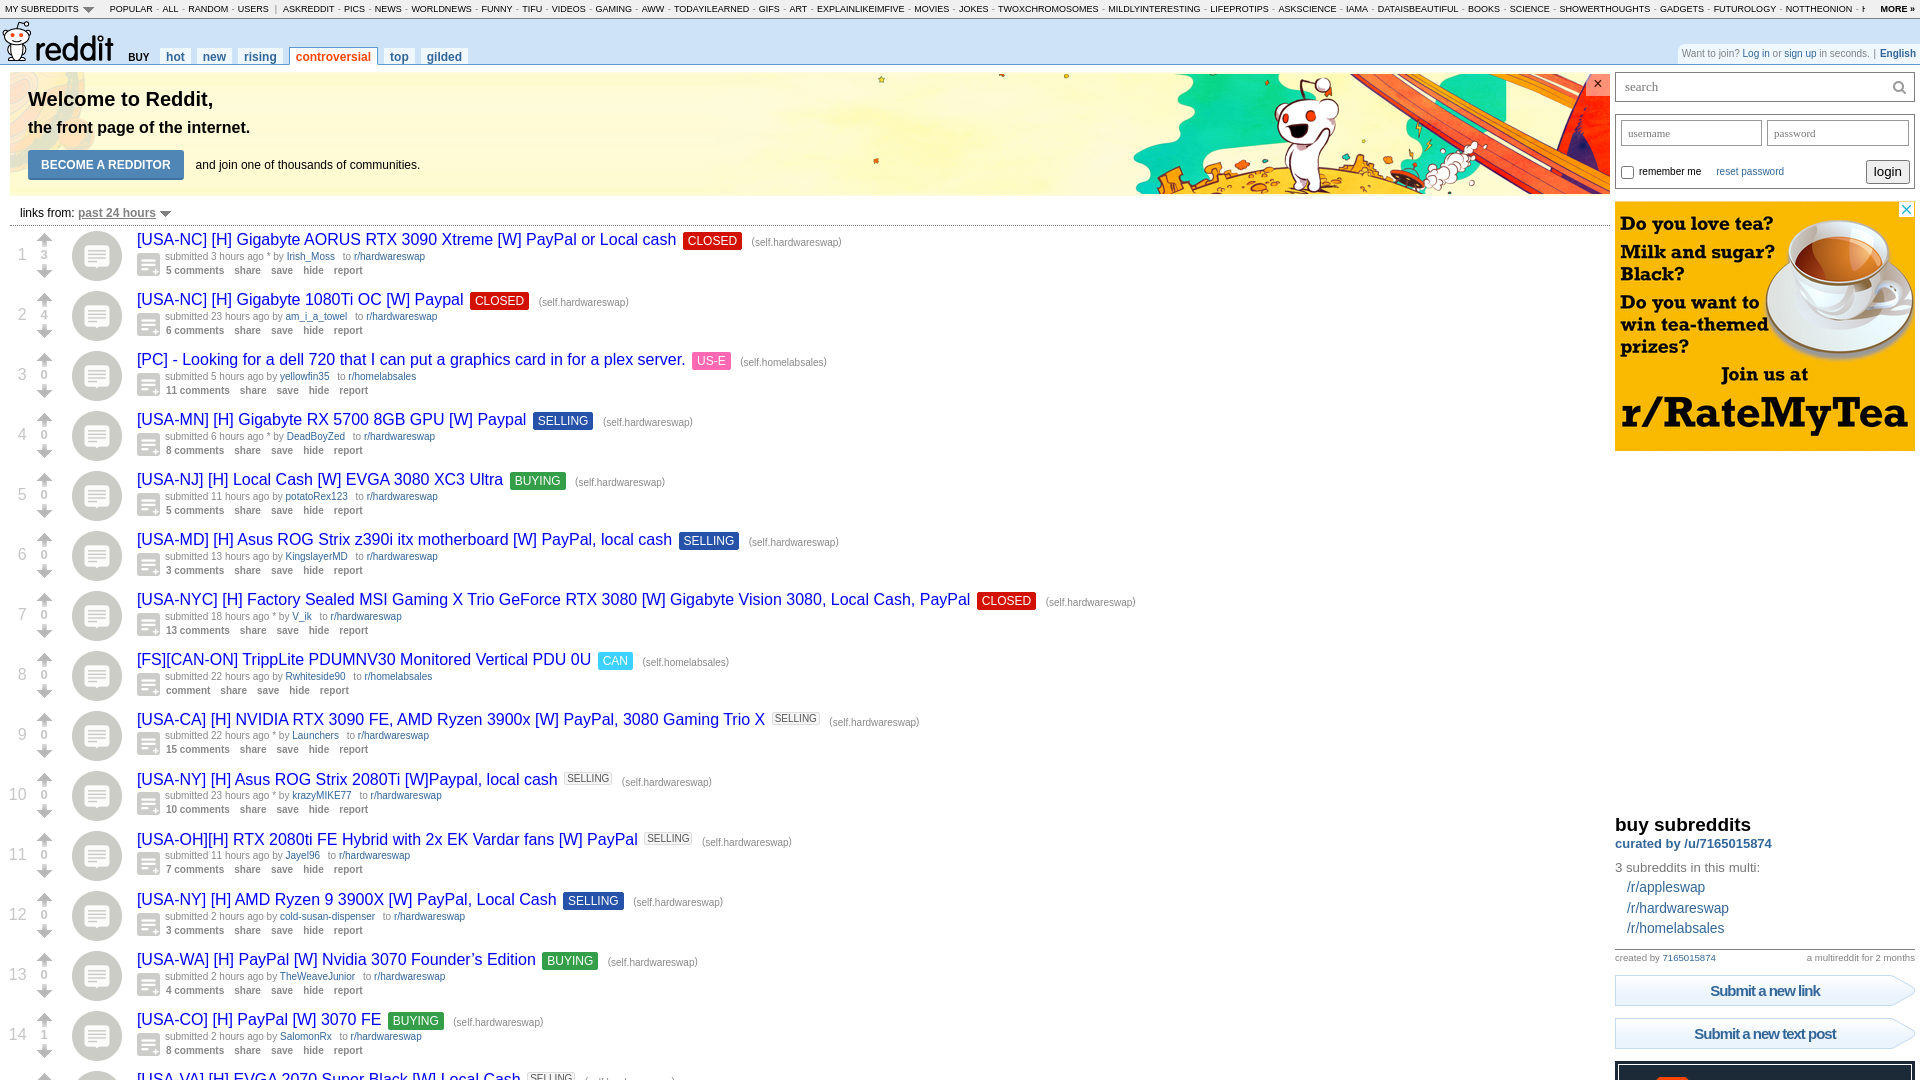 MY SUBREDDITS POPULAR - ALL - RANDOM - USERS | ASKREDDIT - PICS - NEWS - WORLDNEWS - FUNNY - TIFU - VIDEOS - GAMING - AWW - TODAYILEARNED - GIFS - ART - EXPLAINLIKEIMFIVE - MOVIES - JOKES - TWOXCHROMOSOMES - MILDLYINTERESTING - LIFEPROTIPS - ASKSCIENCE - IAMA - DATAISBEAUTIFUL - BOOKS - SCIENCE - SHOWERTHOUGHTS - GADGETS - FUTUROLOGY - NOTTHEONION - MORE »
reddit BUY hot new rising controversial top gilded
Want to join? Log in or sign up in seconds. | English
Welcome to Reddit,
the front page of the internet.
BECOME A REDDITOR and join one of thousands of communities.
×
links from: past 24 hours
1
3
[USA-NC] [H] Gigabyte AORUS RTX 3090 Xtreme [W] PayPal or Local cash CLOSED (self.hardwareswap)
submitted 3 hours ago * by Irish_Moss to r/hardwareswap
5 comments share save hide report
2
4
[USA-NC] [H] Gigabyte 1080Ti OC [W] Paypal CLOSED (self.hardwareswap)
submitted 23 hours ago by am_i_a_towel to r/hardwareswap
6 comments share save hide report
3
0
[PC] - Looking for a dell 720 that I can put a graphics card in for a plex server. US-E (self.homelabsales)
submitted 5 hours ago by yellowfin35 to r/homelabsales
11 comments share save hide report
4
0
[USA-MN] [H] Gigabyte RX 5700 8GB GPU [W] Paypal SELLING (self.hardwareswap)
submitted 6 hours ago * by DeadBoyZed to r/hardwareswap
8 comments share save hide report
5
0
[USA-NJ] [H] Local Cash [W] EVGA 3080 XC3 Ultra BUYING (self.hardwareswap)
submitted 11 hours ago by potatoRex123 to r/hardwareswap
5 comments share save hide report
6
0
[USA-MD] [H] Asus ROG Strix z390i itx motherboard [W] PayPal, local cash SELLING (self.hardwareswap)
submitted 13 hours ago by KingslayerMD to r/hardwareswap
3 comments share save hide report
7
0
[USA-NYC] [H] Factory Sealed MSI Gaming X Trio GeForce RTX 3080 [W] Gigabyte Vision 3080, Local Cash, PayPal CLOSED (self.hardwareswap)
submitted 18 hours ago * by V_ik to r/hardwareswap
13 comments share save hide report
8
0
[FS][CAN-ON] TrippLite PDUMNV30 Monitored Vertical PDU 0U CAN (self.homelabsales)
submitted 22 hours ago by Rwhiteside90 to r/homelabsales
comment share save hide report
9
0
[USA-CA] [H] NVIDIA RTX 3090 FE, AMD Ryzen 3900x [W] PayPal, 3080 Gaming Trio X SELLING (self.hardwareswap)
submitted 22 hours ago * by Launchers to r/hardwareswap
15 comments share save hide report
10
0
[USA-NY] [H] Asus ROG Strix 2080Ti [W]Paypal, local cash SELLING (self.hardwareswap)
submitted 23 hours ago * by krazyMIKE77 to r/hardwareswap
10 comments share save hide report
11
0
[USA-OH][H] RTX 2080ti FE Hybrid with 2x EK Vardar fans [W] PayPal SELLING (self.hardwareswap)
submitted 11 hours ago by Jayel96 to r/hardwareswap
7 comments share save hide report
12
0
[USA-NY] [H] AMD Ryzen 9 3900X [W] PayPal, Local Cash SELLING (self.hardwareswap)
submitted 2 hours ago by cold-susan-dispenser to r/hardwareswap
3 comments share save hide report
13
0
[USA-WA] [H] PayPal [W] Nvidia 3070 Founder’s Edition BUYING (self.hardwareswap)
submitted 2 hours ago by TheWeaveJunior to r/hardwareswap
4 comments share save hide report
14
1
[USA-CO] [H] PayPal [W] 3070 FE BUYING (self.hardwareswap)
submitted 2 hours ago by SalomonRx to r/hardwareswap
8 comments share save hide report
[USA-VA] [H] EVGA 2070 Super Black [W] Local Cash SELLING
search
username password
remember me reset password login
Do you love tea?
Milk and sugar?
Black?
Do you want to
win tea-themed
prizes?
Join us at
r/RateMyTea
buy subreddits
curated by /u/7165015874
3 subreddits in this multi:
/r/appleswap
/r/hardwareswap
/r/homelabsales
created by 7165015874 a multireddit for 2 months
Submit a new link
Submit a new text post